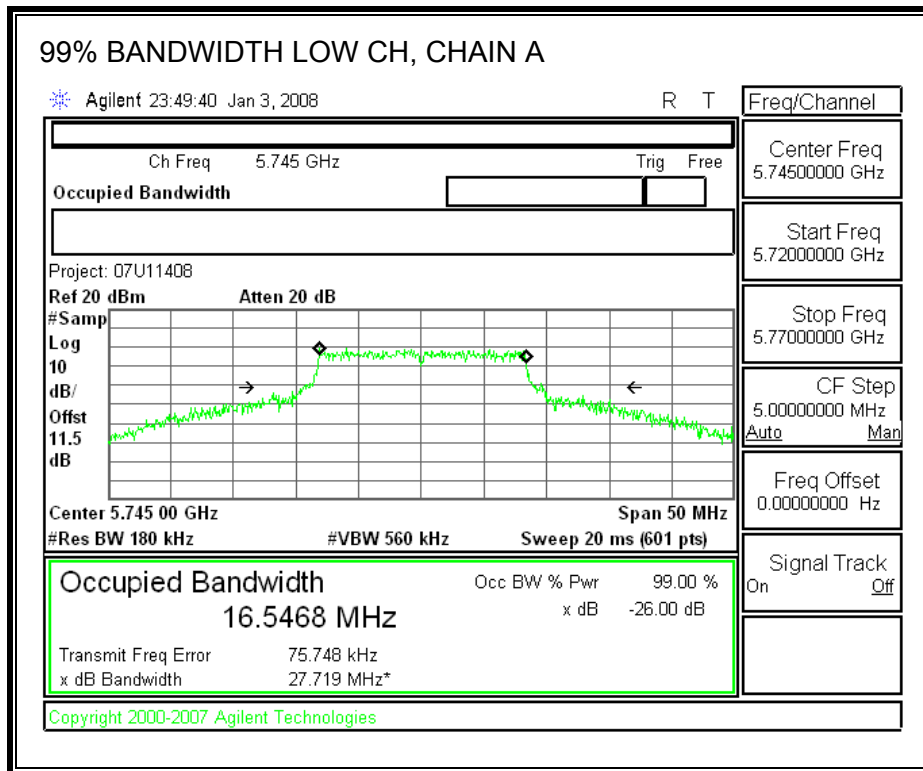 99% BANDWIDTH LOW CH, CHAIN A
Agilent 23:49:40 Jan 3, 2008 R T
Freq/Channel
Ch Freq 5.745 GHz Trig Free
Occupied Bandwidth
Center Freq
5.74500000 GHz
Start Freq
5.72000000 GHz
Project: 07U11408
Ref 20 dBm Atten 20 dB
#Samp
Log
10
dB/
Offst
11.5
dB
Stop Freq
5.77000000 GHz
CF Step
5.00000000 MHz
Auto Man
Freq Offset
0.00000000 Hz
Center 5.745 00 GHz Span 50 MHz
#Res BW 180 kHz #VBW 560 kHz Sweep 20 ms (601 pts)
Signal Track
On Off
Occupied Bandwidth Occ BW % Pwr 99.00 %
16.5468 MHz x dB -26.00 dB
Transmit Freq Error 75.748 kHz
x dB Bandwidth 27.719 MHz*
Copyright 2000-2007 Agilent Technologies